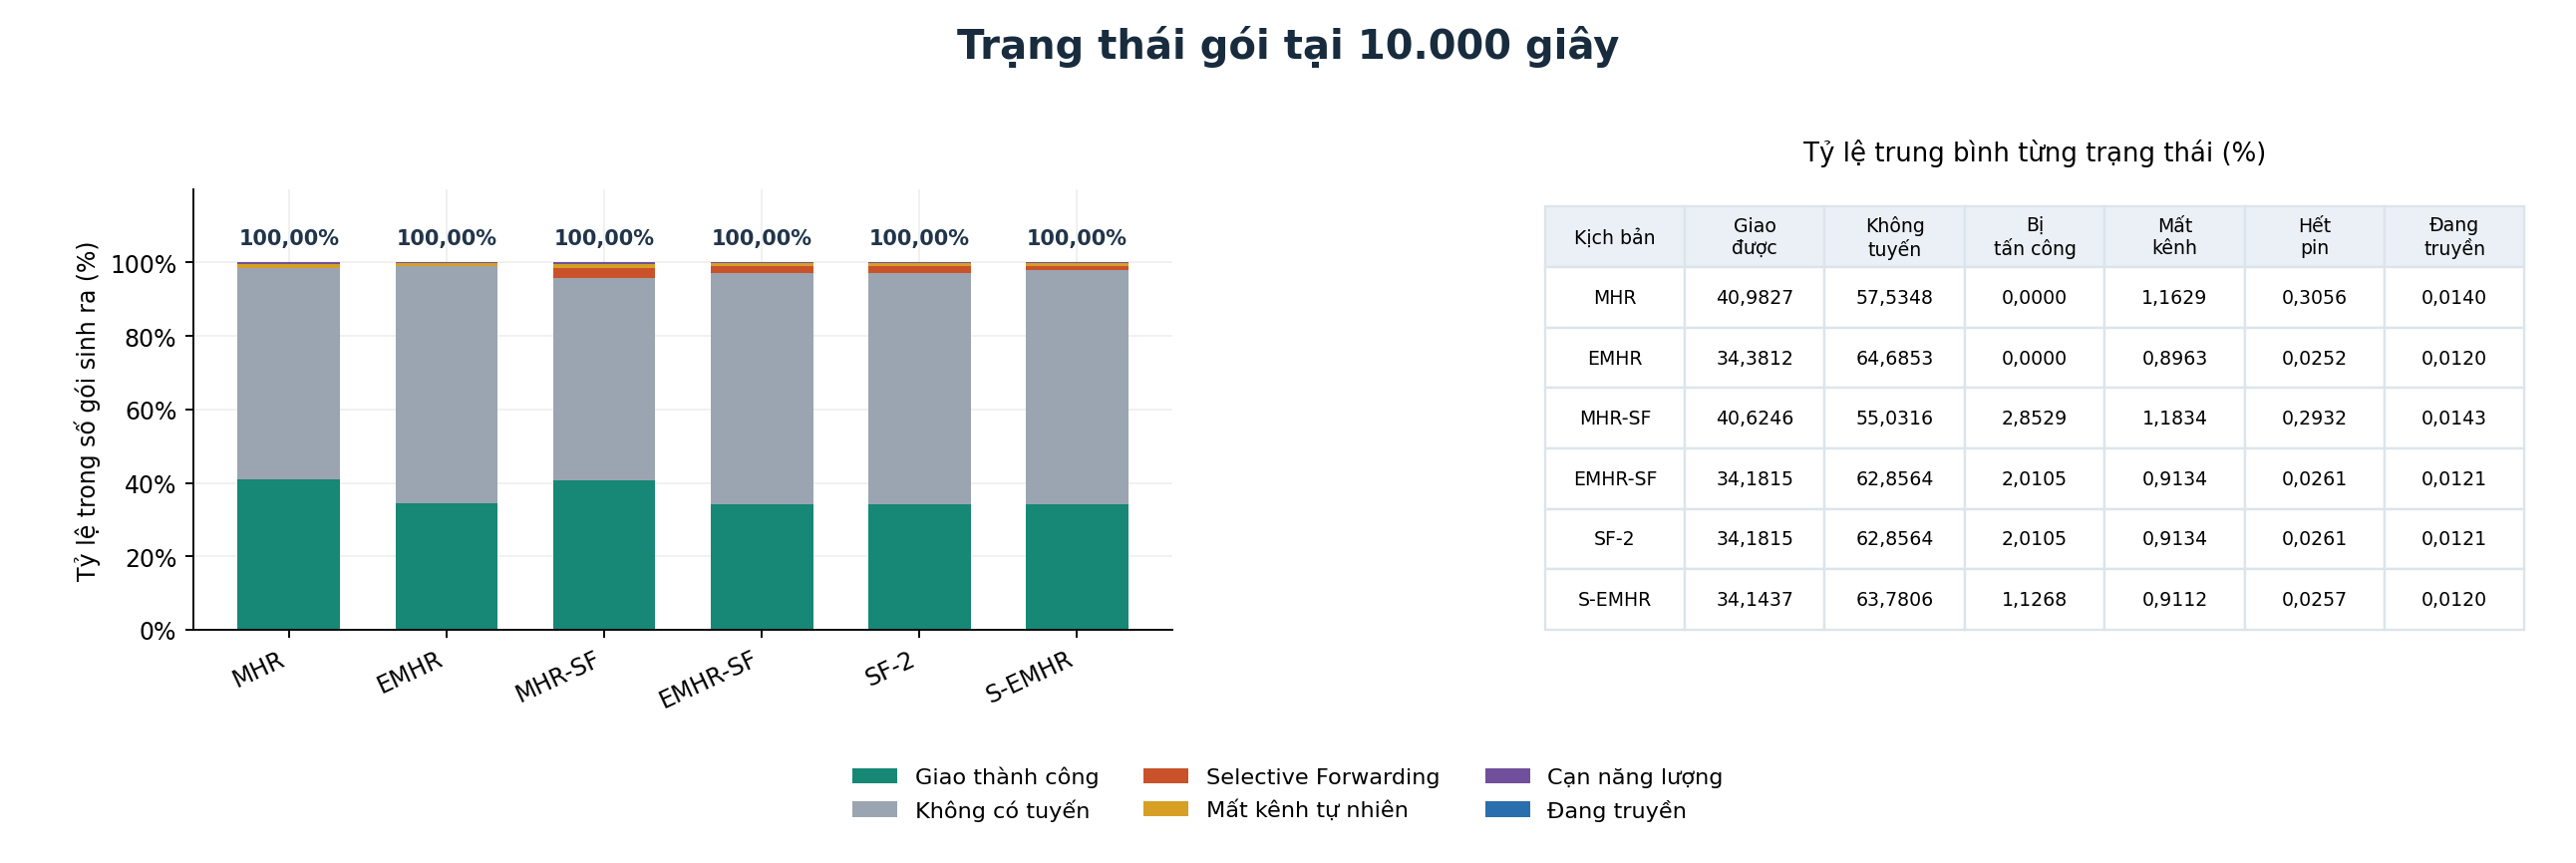 Trạng thái gói tại 10.000 giây
Tỷ lệ trong số gói sinh ra (%)
100%
80%
60%
40%
20%
0%
100,00% 100,00% 100,00% 100,00% 100,00% 100,00%
MHR EMHR MHR-SF EMHR-SF SF-2 S-EMHR
Tỷ lệ trung bình từng trạng thái (%)
Kịch bản Giao được Không tuyến Bị tấn công Mất kênh Hết pin Đang truyền
MHR 40,9827 57,5348 0,0000 1,1629 0,3056 0,0140
EMHR 34,3812 64,6853 0,0000 0,8963 0,0252 0,0120
MHR-SF 40,6246 55,0316 2,8529 1,1834 0,2932 0,0143
EMHR-SF 34,1815 62,8564 2,0105 0,9134 0,0261 0,0121
SF-2 34,1815 62,8564 2,0105 0,9134 0,0261 0,0121
S-EMHR 34,1437 63,7806 1,1268 0,9112 0,0257 0,0120
Giao thành công Selective Forwarding Cạn năng lượng
Không có tuyến Mất kênh tự nhiên Đang truyền